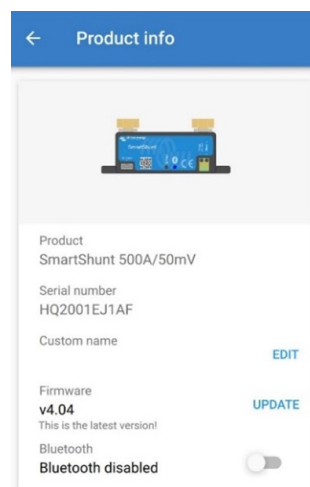 Product info
SmartShunt
Product
SmartShunt 500A/50mV
Serial number
HQ2001EJ1AF
Custom name
EDIT
Firmware
v4.04
UPDATE
This is the latest version!
Bluetooth
Bluetooth disabled